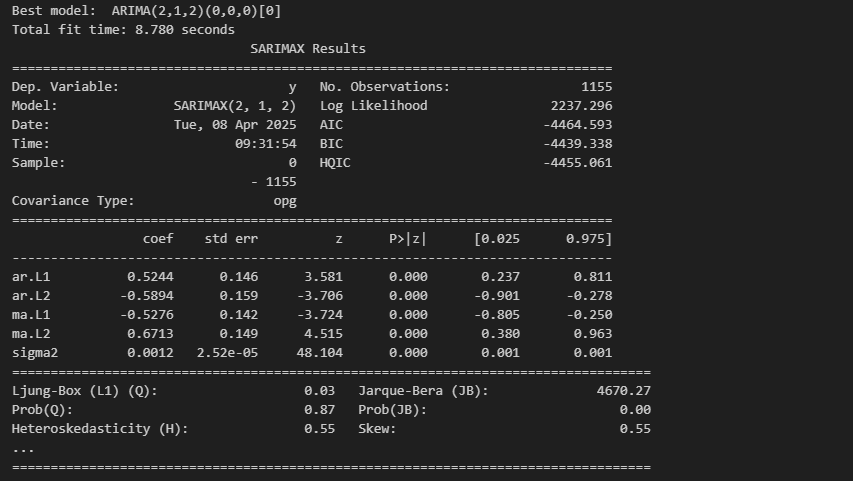 Best model:  ARIMA(2,1,2)(0,0,0)[0]
Total fit time: 8.780 seconds
                               SARIMAX Results
==============================================================================
Dep. Variable:                      y   No. Observations:                 1155
Model:               SARIMAX(2, 1, 2)   Log Likelihood                2237.296
Date:                Tue, 08 Apr 2025   AIC                          -4464.593
Time:                        09:31:54   BIC                          -4439.338
Sample:                             0   HQIC                         -4455.061
                               - 1155
Covariance Type:                  opg
==============================================================================
                 coef    std err          z      P>|z|      [0.025      0.975]
------------------------------------------------------------------------------
ar.L1          0.5244      0.146      3.581      0.000       0.237       0.811
ar.L2         -0.5894      0.159     -3.706      0.000      -0.901      -0.278
ma.L1         -0.5276      0.142     -3.724      0.000      -0.805      -0.250
ma.L2          0.6713      0.149      4.515      0.000       0.380       0.963
sigma2         0.0012   2.52e-05     48.104      0.000       0.001       0.001
===================================================================================
Ljung-Box (L1) (Q):                   0.03   Jarque-Bera (JB):              4670.27
Prob(Q):                              0.87   Prob(JB):                         0.00
Heteroskedasticity (H):               0.55   Skew:                             0.55
...
===================================================================================